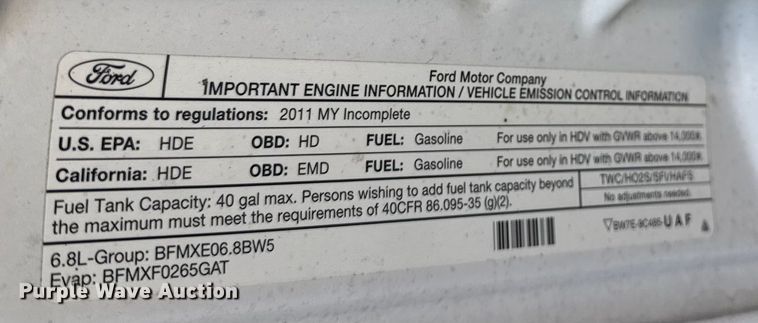 Ford
Ford Motor Company
IMPORTANT ENGINE INFORMATION / VEHICLE EMISSION CONTROL INFORMATION
Conforms to regulations: 2011 MY Incomplete
U.S. EPA: HDE OBD: HD FUEL: Gasoline For use only in HDV with GVWR above 14,000#.
California: HDE OBD: EMD FUEL: Gasoline For use only in HDV with GVWR above 14,000#.
Fuel Tank Capacity: 40 gal max. Persons wishing to add fuel tank capacity beyond
the maximum must meet the requirements of 40CFR 86.095-35 (g)(2).
TWC/HO2S/SFI/HAFS
No adjustments needed.
6.8L-Group: BFMXE06.8BW5
Evap: BFMXF0265GAT
BW7E-9C485-UAF
Purple Wave Auction